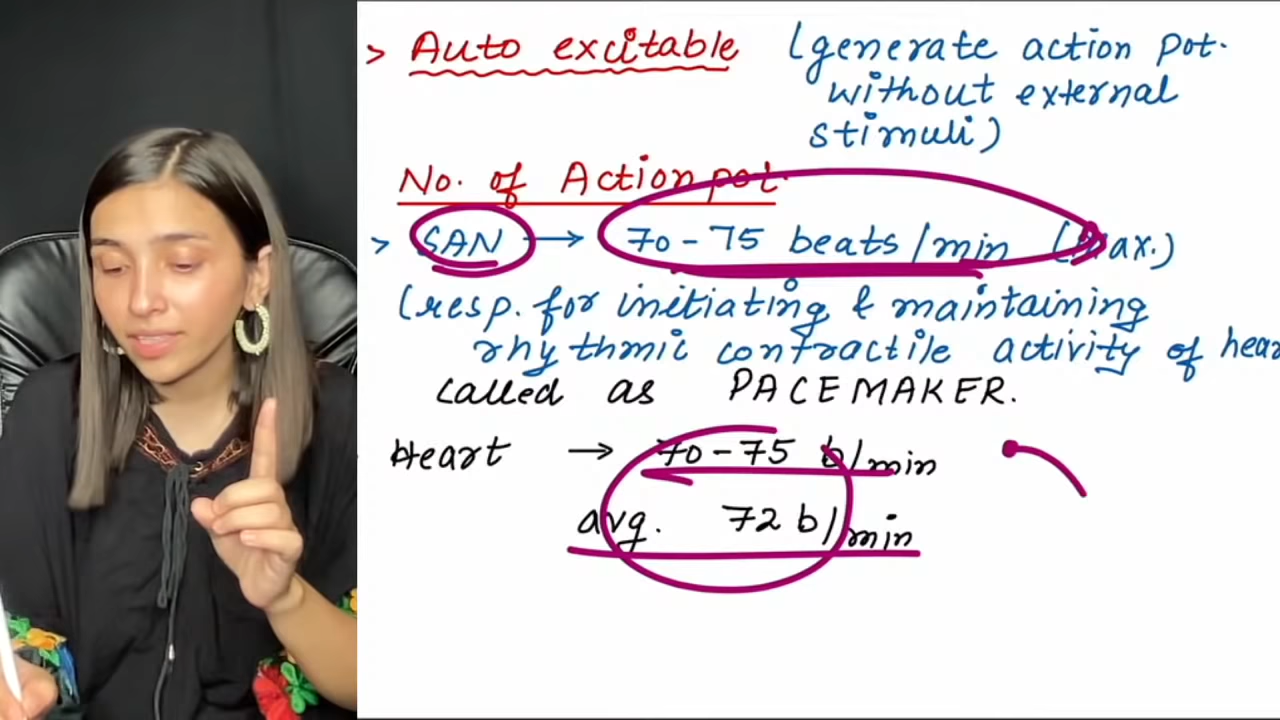 > Auto excitable (generate action pot.
without external
stimuli)
No. of Action pot.
> SAN → 70-75 beats/min (Max.)
(resp. for initiating & maintaining
rhythmic contractile activity of hear
called as PACEMAKER.
Heart → 70-75 b/min
avg. 72 b/min